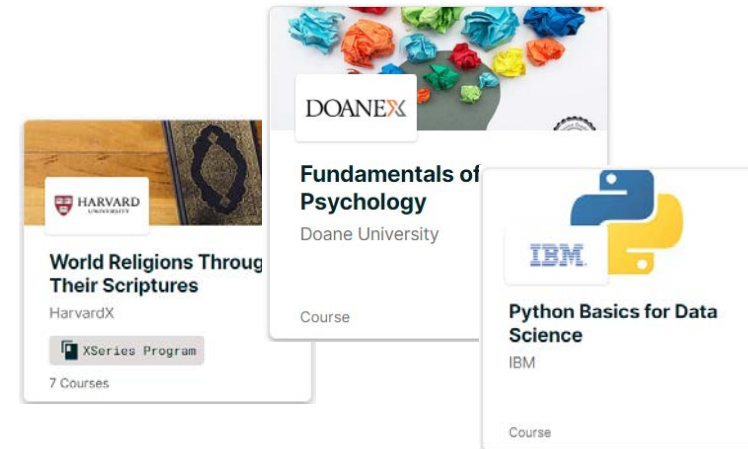 HARVARD
UNIVERSITY
World Religions Throug
Their Scriptures
HarvardX
XSeries Program
7 Courses
DOANEX
Fundamentals of
Psychology
Doane University
Course
IBM
Python Basics for Data
Science
IBM
Course